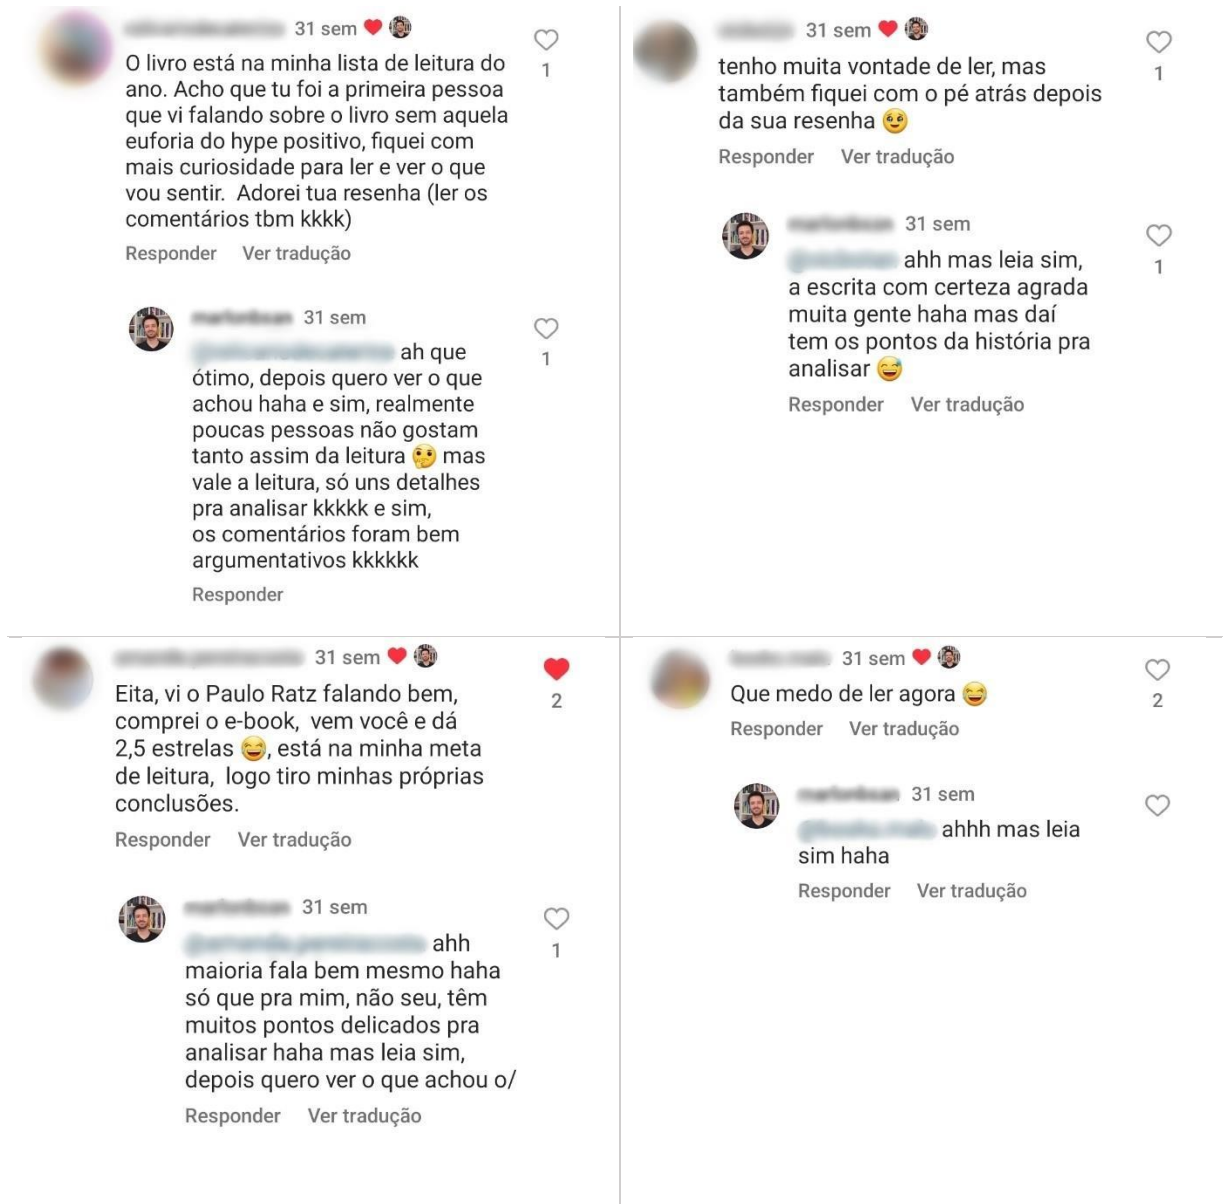 31 sem
1
O livro está na minha lista de leitura do
ano. Acho que tu foi a primeira pessoa
que vi falando sobre o livro sem aquela
euforia do hype positivo, fiquei com
mais curiosidade para ler e ver o que
vou sentir. Adorei tua resenha (ler os
comentários tbm kkkk)
Responder Ver tradução
31 sem
1
ah que
ótimo, depois quero ver o que
achou haha e sim, realmente
poucas pessoas não gostam
tanto assim da leitura 🤔 mas
vale a leitura, só uns detalhes
pra analisar kkkkk e sim,
os comentários foram bem
argumentativos kkkkkk
Responder
31 sem
1
tenho muita vontade de ler, mas
também fiquei com o pé atrás depois
da sua resenha 🥹
Responder Ver tradução
31 sem
1
ahh mas leia sim,
a escrita com certeza agrada
muita gente haha mas daí
tem os pontos da história pra
analisar 😅
Responder Ver tradução
31 sem
2
Eita, vi o Paulo Ratz falando bem,
comprei o e-book, vem você e dá
2,5 estrelas 😂, está na minha meta
de leitura, logo tiro minhas próprias
conclusões.
Responder Ver tradução
31 sem
1
ahh
maioria fala bem mesmo haha
só que pra mim, não seu, têm
muitos pontos delicados pra
analisar haha mas leia sim,
depois quero ver o que achou o/
Responder Ver tradução
31 sem
2
Que medo de ler agora 😂
Responder Ver tradução
31 sem
ahhh mas leia
sim haha
Responder Ver tradução